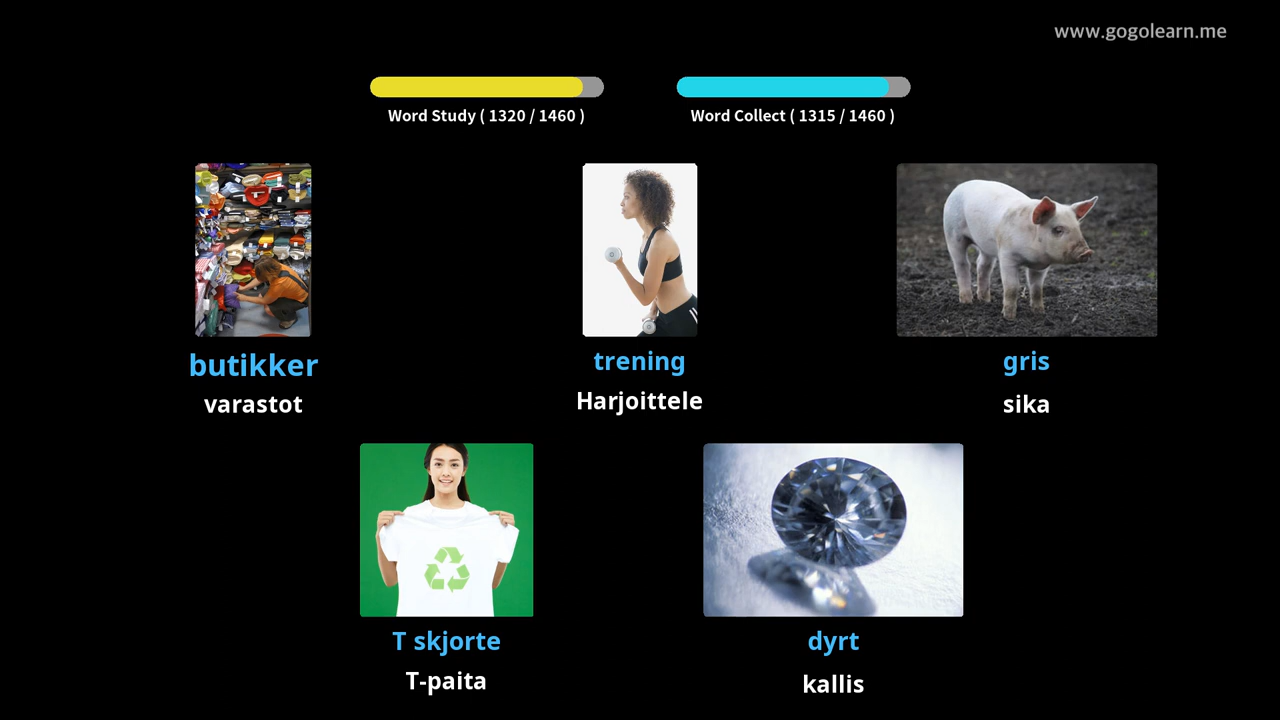 www.gogolearn.me
Word Study ( 1320 / 1460 )
Word Collect ( 1315 / 1460 )
butikker
varastot
trening
Harjoittele
gris
sika
T skjorte
T-paita
dyrt
kallis